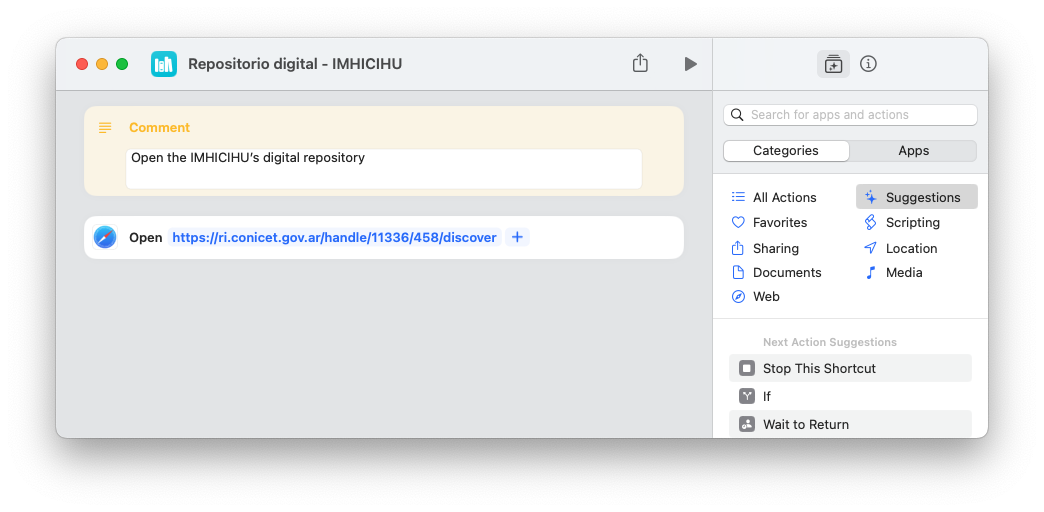 Repositorio digital - IMHICIHU
Comment
Open the IMHICIHU’s digital repository
Open https://ri.conicet.gov.ar/handle/11336/458/discover +
Search for apps and actions
Categories Apps
All Actions Suggestions
Favorites Scripting
Sharing Location
Documents Media
Web
Next Action Suggestions
Stop This Shortcut
If
Wait to Return